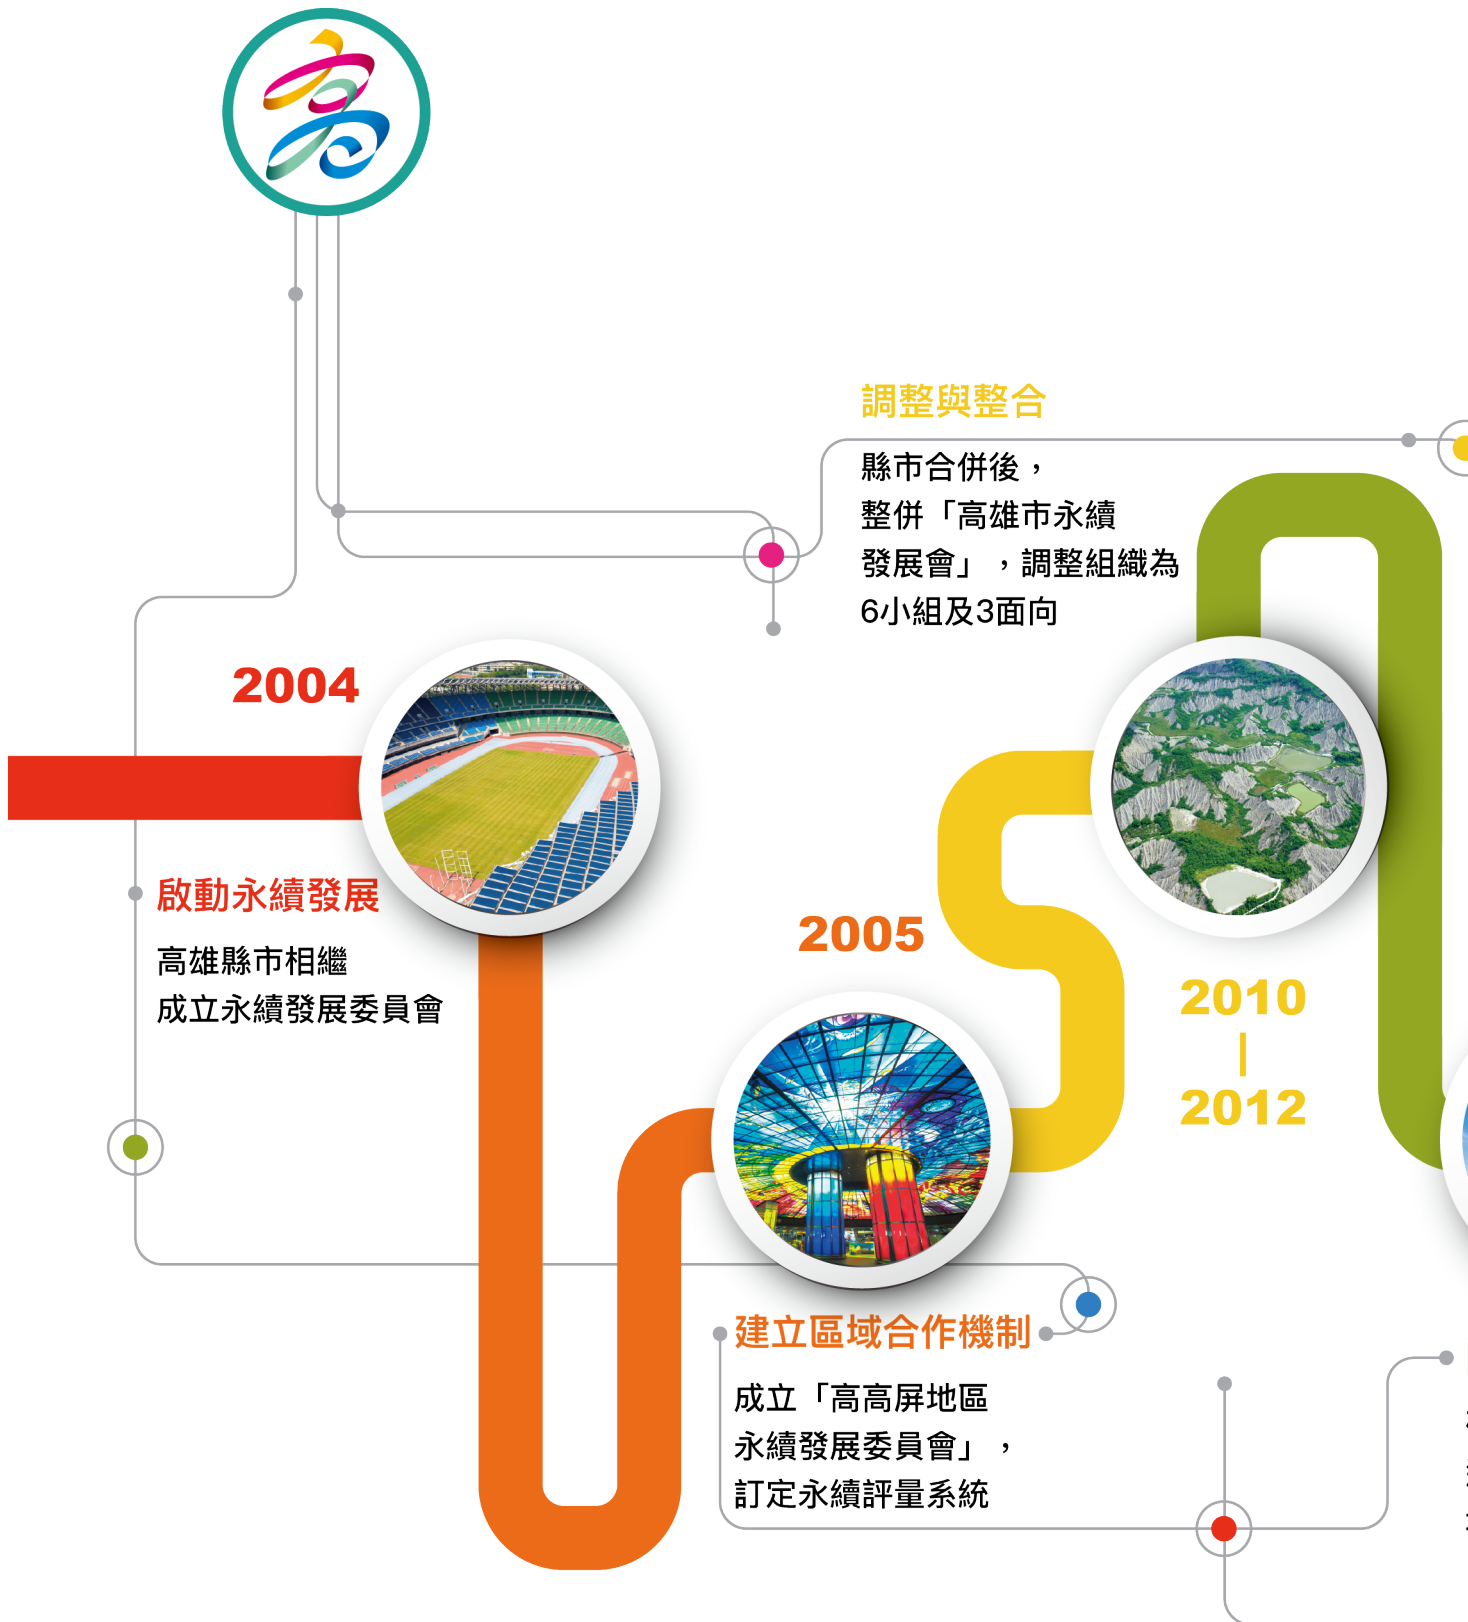 高
調整與整合
縣市合併後，
整併「高雄市永續
發展會」，調整組織為
6小組及3面向
2004
啟動永續發展
高雄縣市相繼
成立永續發展委員會
2005
建立區域合作機制
成立「高高屏地區
永續發展委員會」，
訂定永續評量系統
2010
|
2012